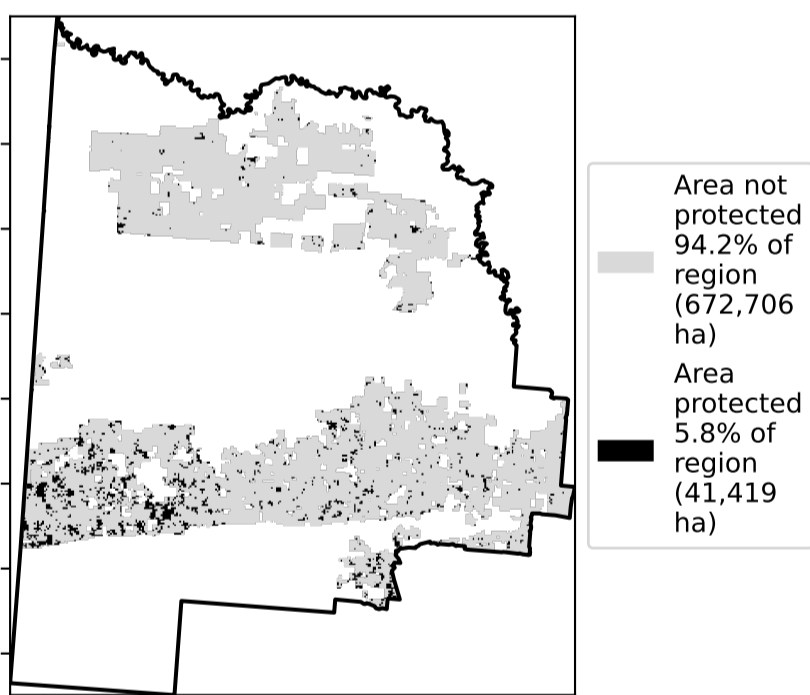 Area not
protected
94.2% of
region
(672,706
ha)
Area
protected
5.8% of
region
(41,419
ha)